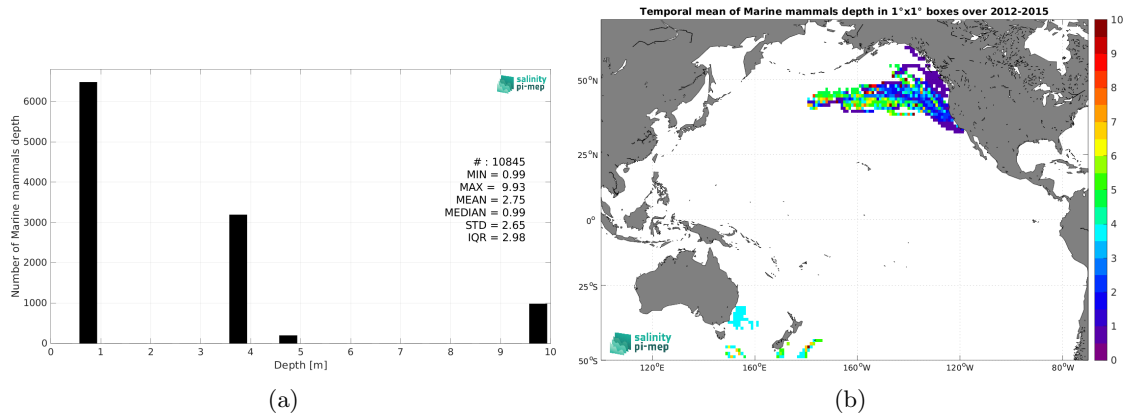 salinity
pi-mep
6000
5000
4000
3000
2000
1000
0
Number of Marine mammals depth
# : 10845
MIN = 0.99
MAX = 9.93
MEAN = 2.75
MEDIAN = 0.99
STD = 2.65
IQR = 2.98
0 1 2 3 4 5 6 7 8 9 10
Depth [m]
(a)
Temporal mean of Marine mammals depth in 1°x1° boxes over 2012-2015
50°N
25°N
0°
25°S
50°S
salinity
pi-mep
120°E 160°E 160°W 120°W 80°W
10
9
8
7
6
5
4
3
2
1
0
(b)